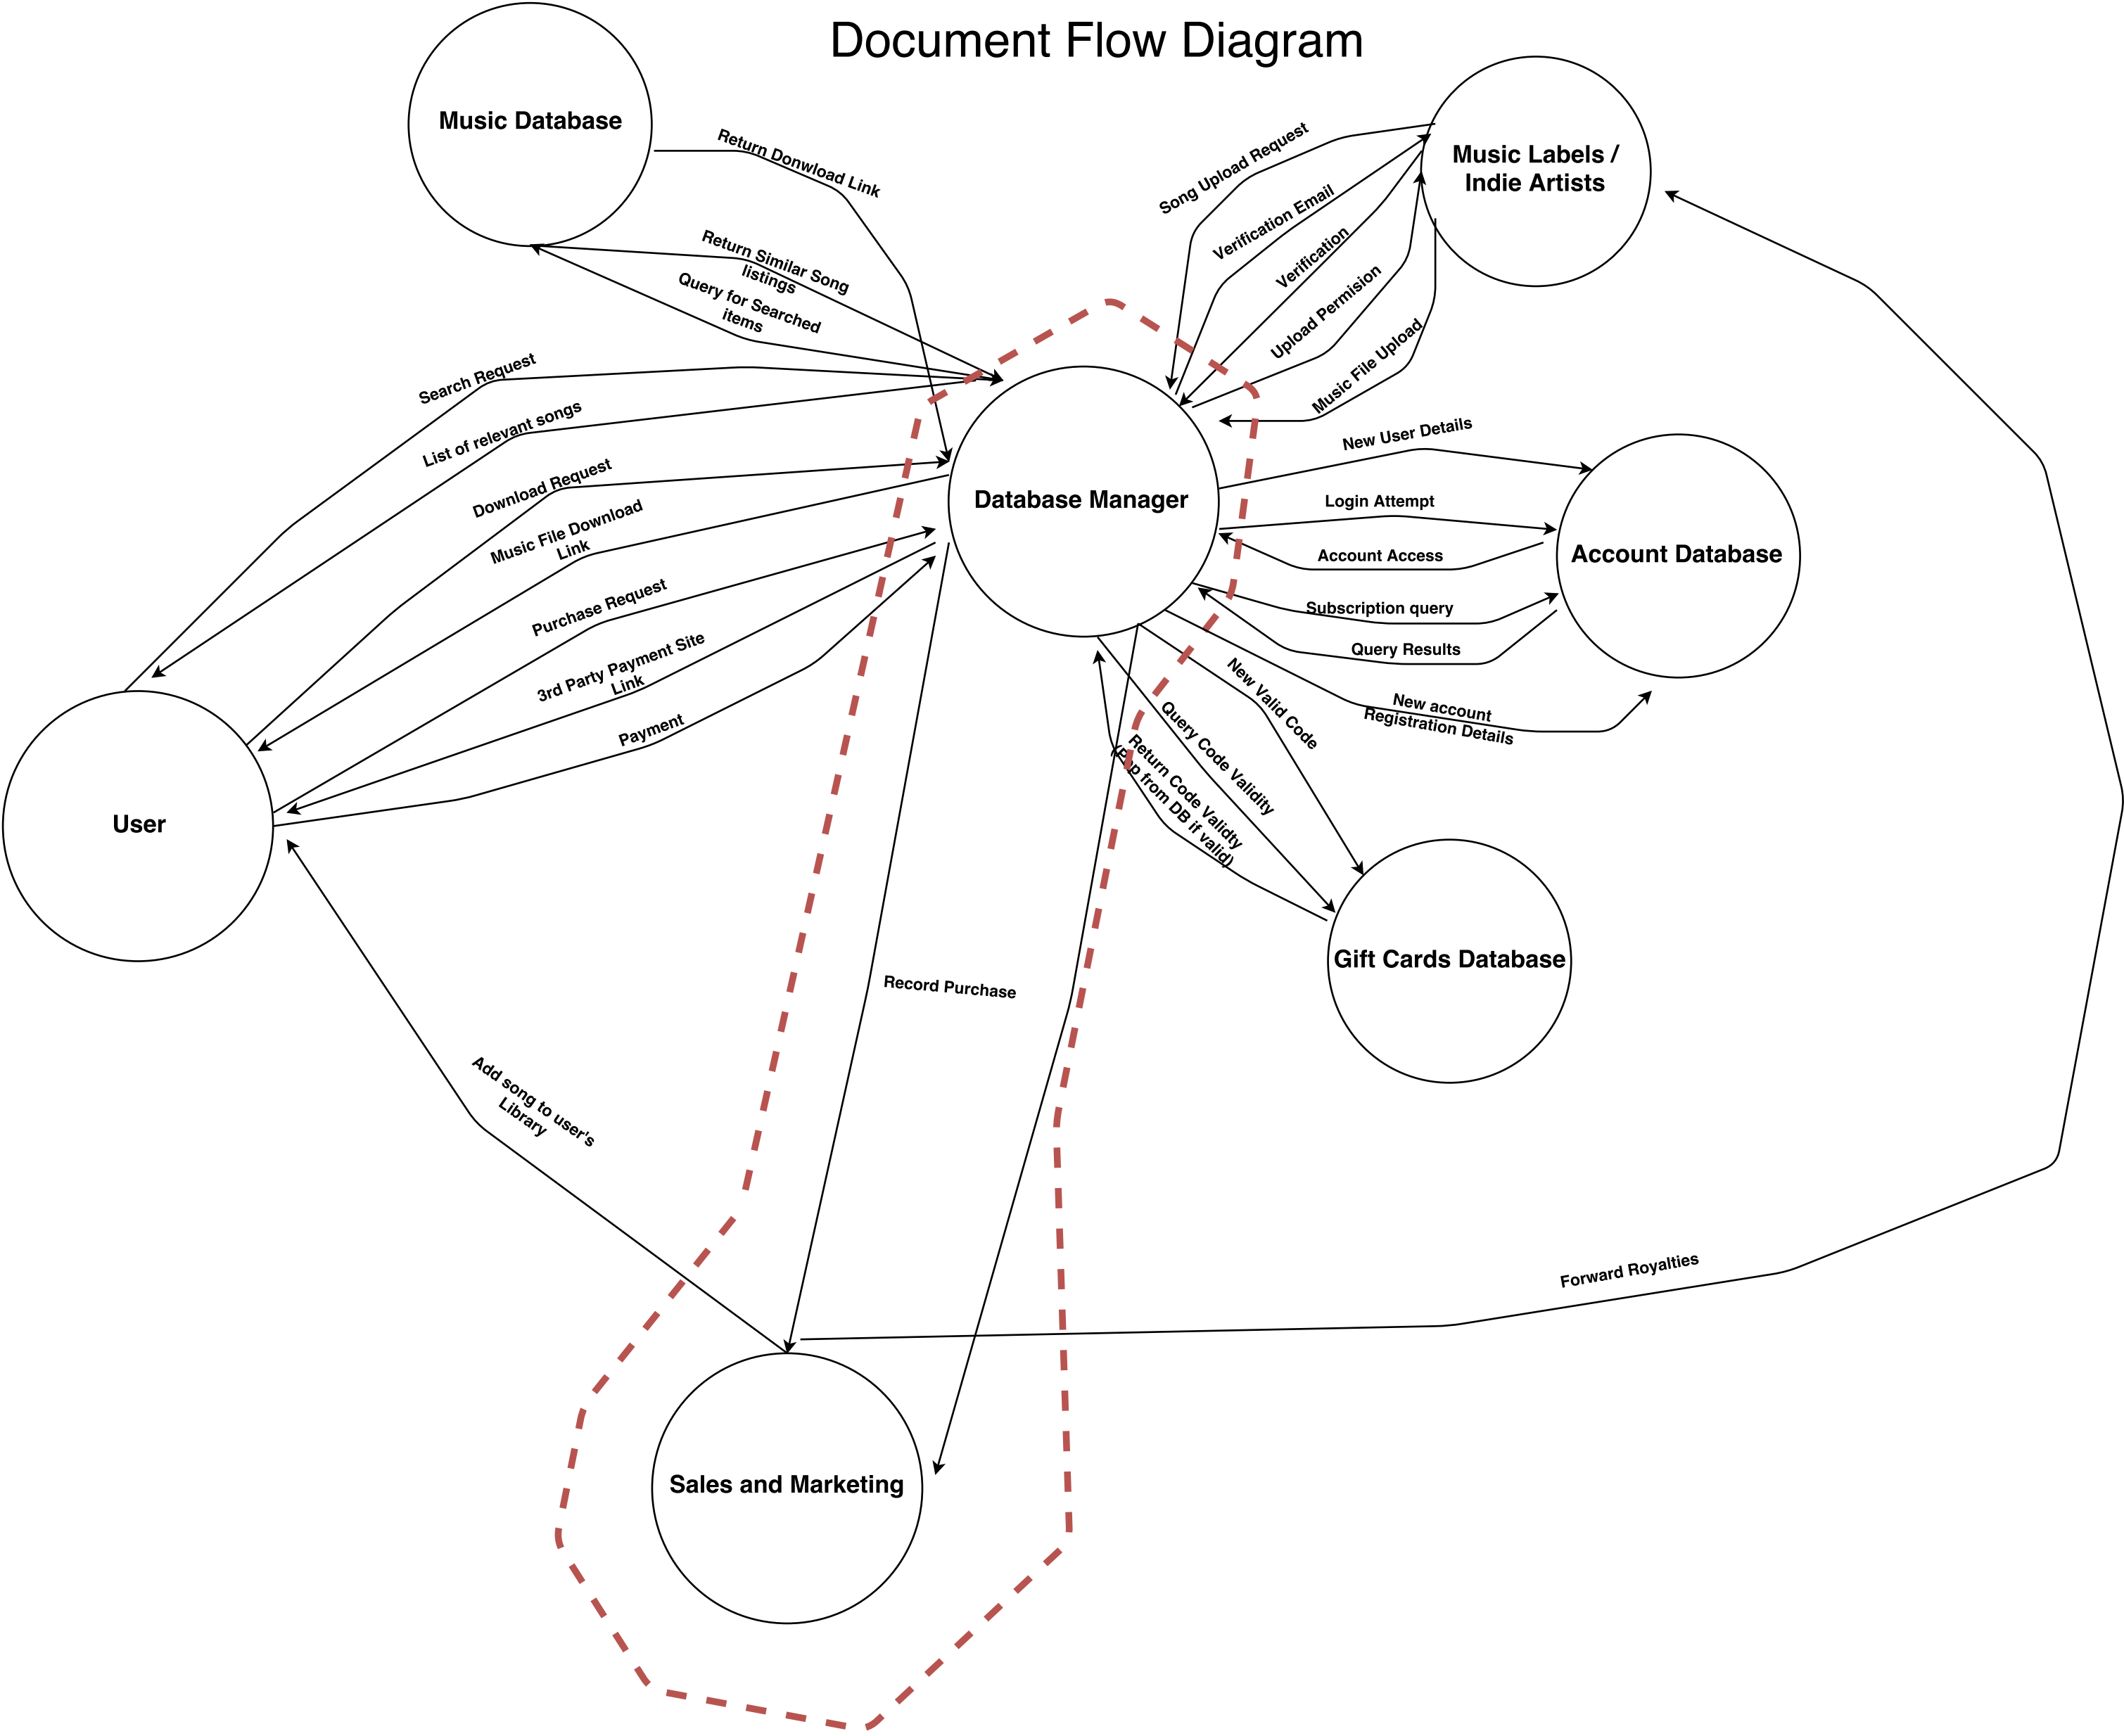 Document Flow Diagram
Music Database
Music Labels /
Indie Artists
Return Donwload Link
Song Upload Request
Verification Email
Verification
Upload Permision
Music File Upload
Return Similar Song
listings
Query for Searched
items
Search Request
List of relevant songs
Download Request
Music File Download
Link
Purchase Request
3rd Party Payment Site
Link
Payment
Database Manager
New User Details
Login Attempt
Account Access
Account Database
Subscription query
Query Results
New account
Registration Details
New Valid Code
Query Code Validity
Return Code Validty
(Pop from DB if valid)
User
Gift Cards Database
Record Purchase
Add song to user's
Library
Forward Royalties
Sales and Marketing